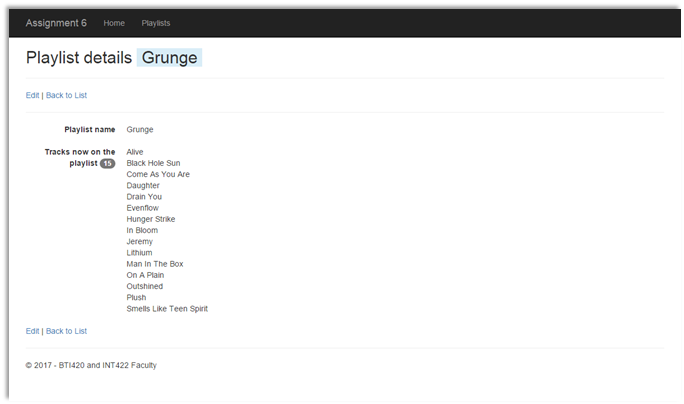 Assignment 6 Home Playlists
Playlist details Grunge
Edit | Back to List
Playlist name Grunge
Tracks now on the playlist 15
Alive
Black Hole Sun
Come As You Are
Daughter
Drain You
Evenflow
Hunger Strike
In Bloom
Jeremy
Lithium
Man In The Box
On A Plain
Outshined
Plush
Smells Like Teen Spirit
Edit | Back to List
© 2017 - BTI420 and INT422 Faculty